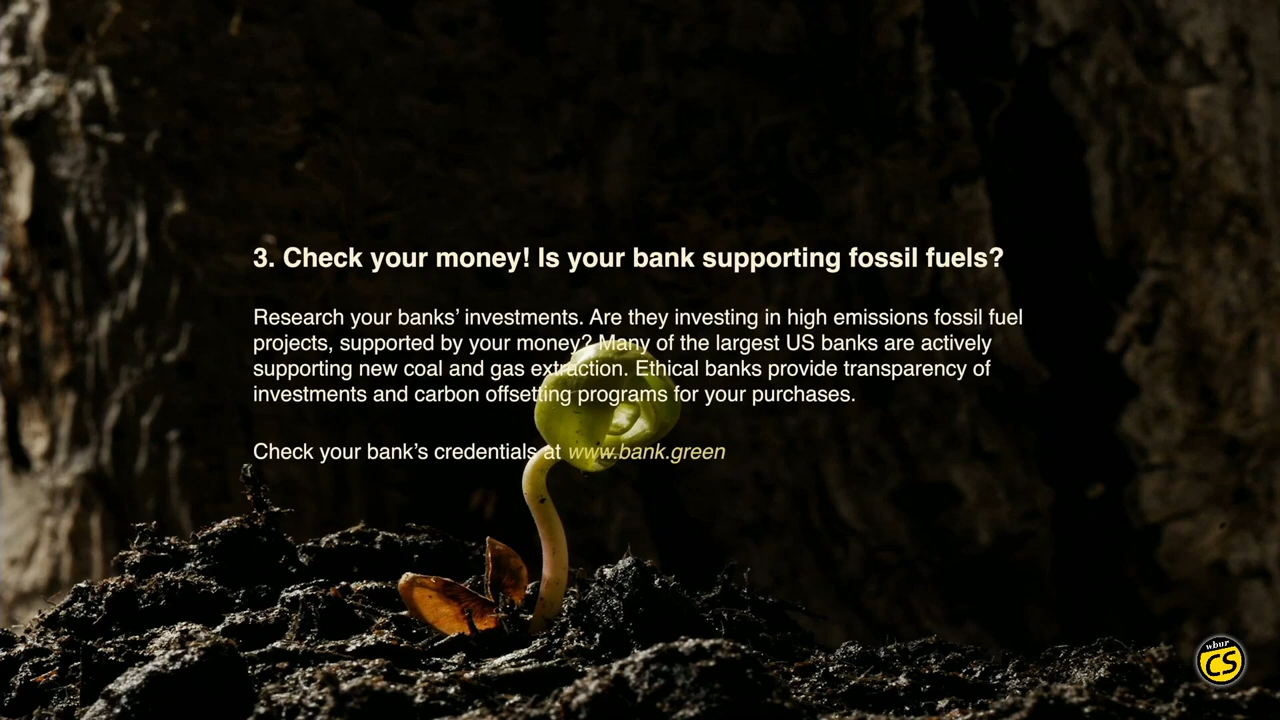 3. Check your money! Is your bank supporting fossil fuels?
Research your banks’ investments. Are they investing in high emissions fossil fuel
projects, supported by your money? Many of the largest US banks are actively
supporting new coal and gas extraction. Ethical banks provide transparency of
investments and carbon offsetting programs for your purchases.
Check your bank’s credentials at www.bank.green
wbur
CS